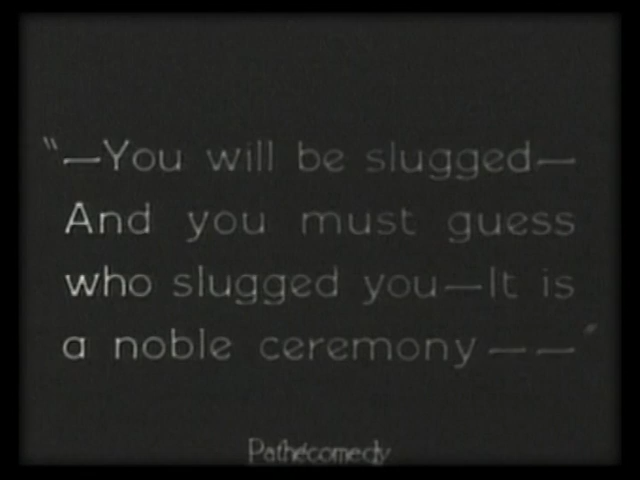 "—You will be slugged—
And you must guess
who slugged you—It is
a noble ceremony — —"
Pathécomedy